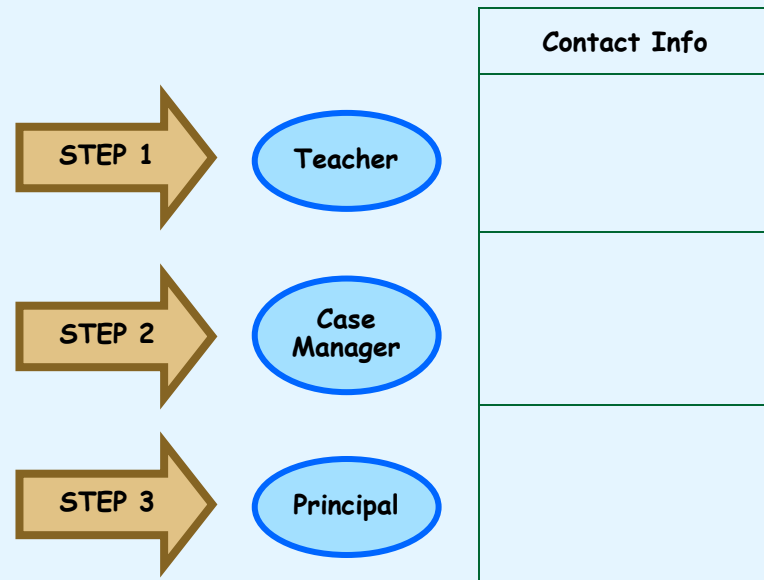 Contact Info
STEP 1
Teacher
STEP 2
Case
Manager
STEP 3
Principal